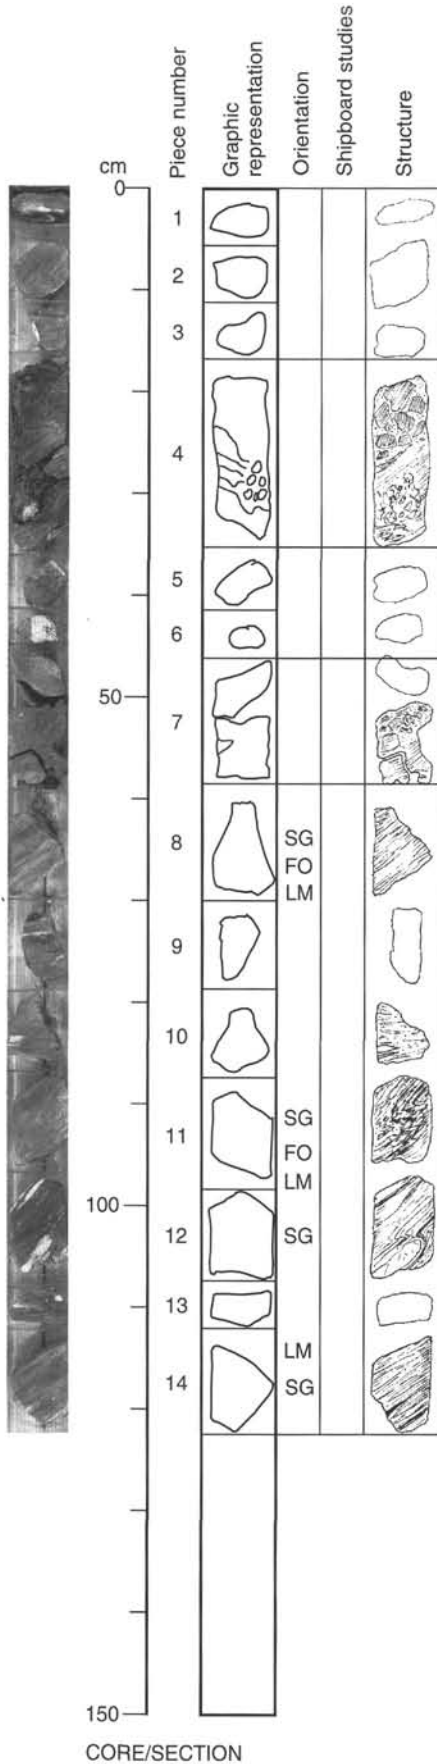 cm
Piece number
Graphic
representation
Orientation
Shipboard studies
Structure
0
1
2
3
4
5
6
50
7
8
SG
FO
LM
9
10
11
SG
FO
LM
100
12
SG
13
14
LM
SG
150
CORE/SECTION